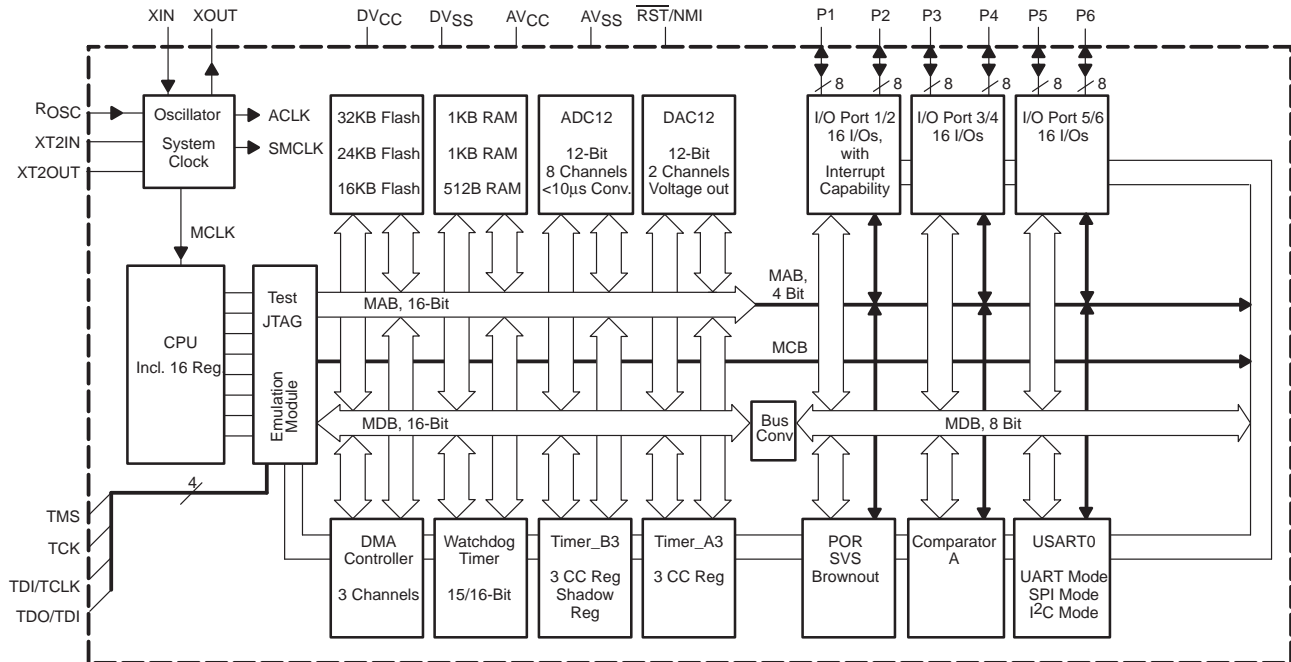 XIN
XOUT
DVCC
DVSS
AVCC
AVSS
RST/NMI
P1
P2
P3
P4
P5
P6
8
8
8
8
8
8
ROSC
XT2IN
XT2OUT
Oscillator
System
Clock
ACLK
SMCLK
32KB Flash
24KB Flash
16KB Flash
1KB RAM
1KB RAM
512B RAM
ADC12
12-Bit
8 Channels
<10μs Conv.
DAC12
12-Bit
2 Channels
Voltage out
I/O Port 1/2
16 I/Os,
with
Interrupt
Capability
I/O Port 3/4
16 I/Os
I/O Port 5/6
16 I/Os
MCLK
CPU
Incl. 16 Reg.
Test
JTAG
Emulation
Module
MAB, 16-Bit
MAB,
4 Bit
MCB
MDB, 16-Bit
Bus
Conv
MDB, 8 Bit
4
TMS
TCK
TDI/TCLK
TDO/TDI
DMA
Controller
3 Channels
Watchdog
Timer
15/16-Bit
Timer_B3
3 CC Reg
Shadow
Reg
Timer_A3
3 CC Reg
POR
SVS
Brownout
Comparator
A
USART0
UART Mode
SPI Mode
I2C Mode